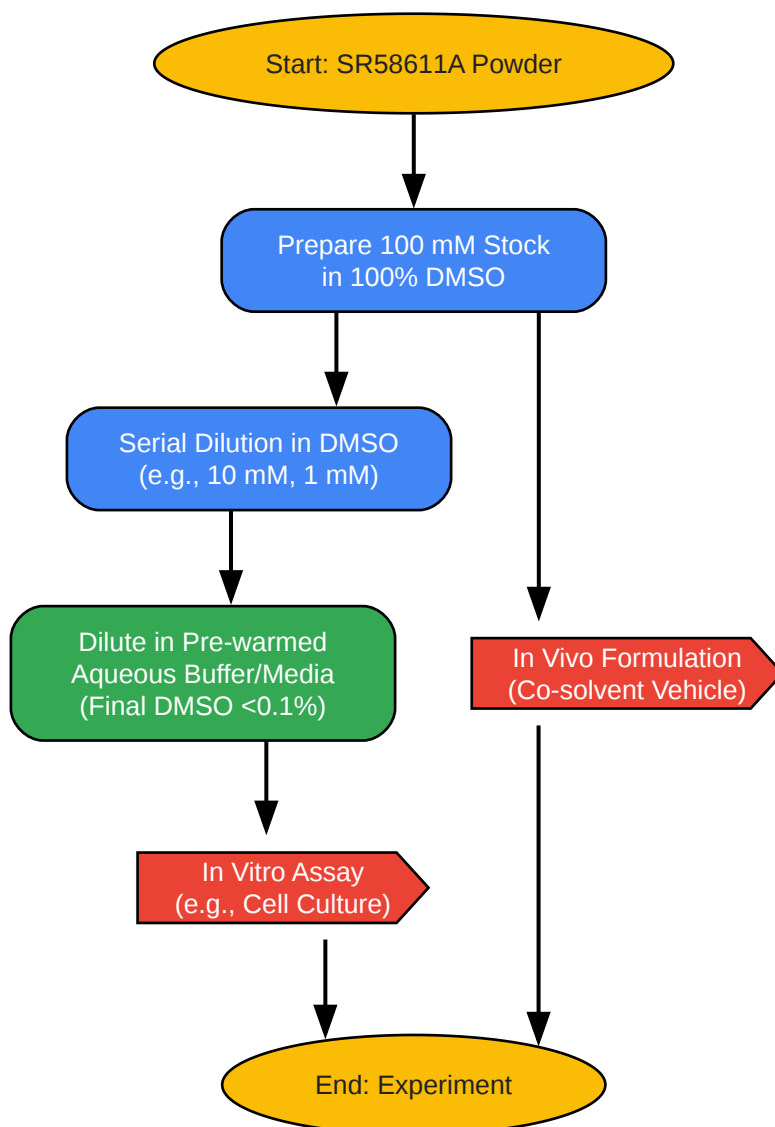 Start: SR58611A Powder
Prepare 100 mM Stock
in 100% DMSO
Serial Dilution in DMSO
(e.g., 10 mM, 1 mM)
Dilute in Pre-warmed
Aqueous Buffer/Media
(Final DMSO <0.1%)
In Vivo Formulation
(Co-solvent Vehicle)
In Vitro Assay
(e.g., Cell Culture)
End: Experiment